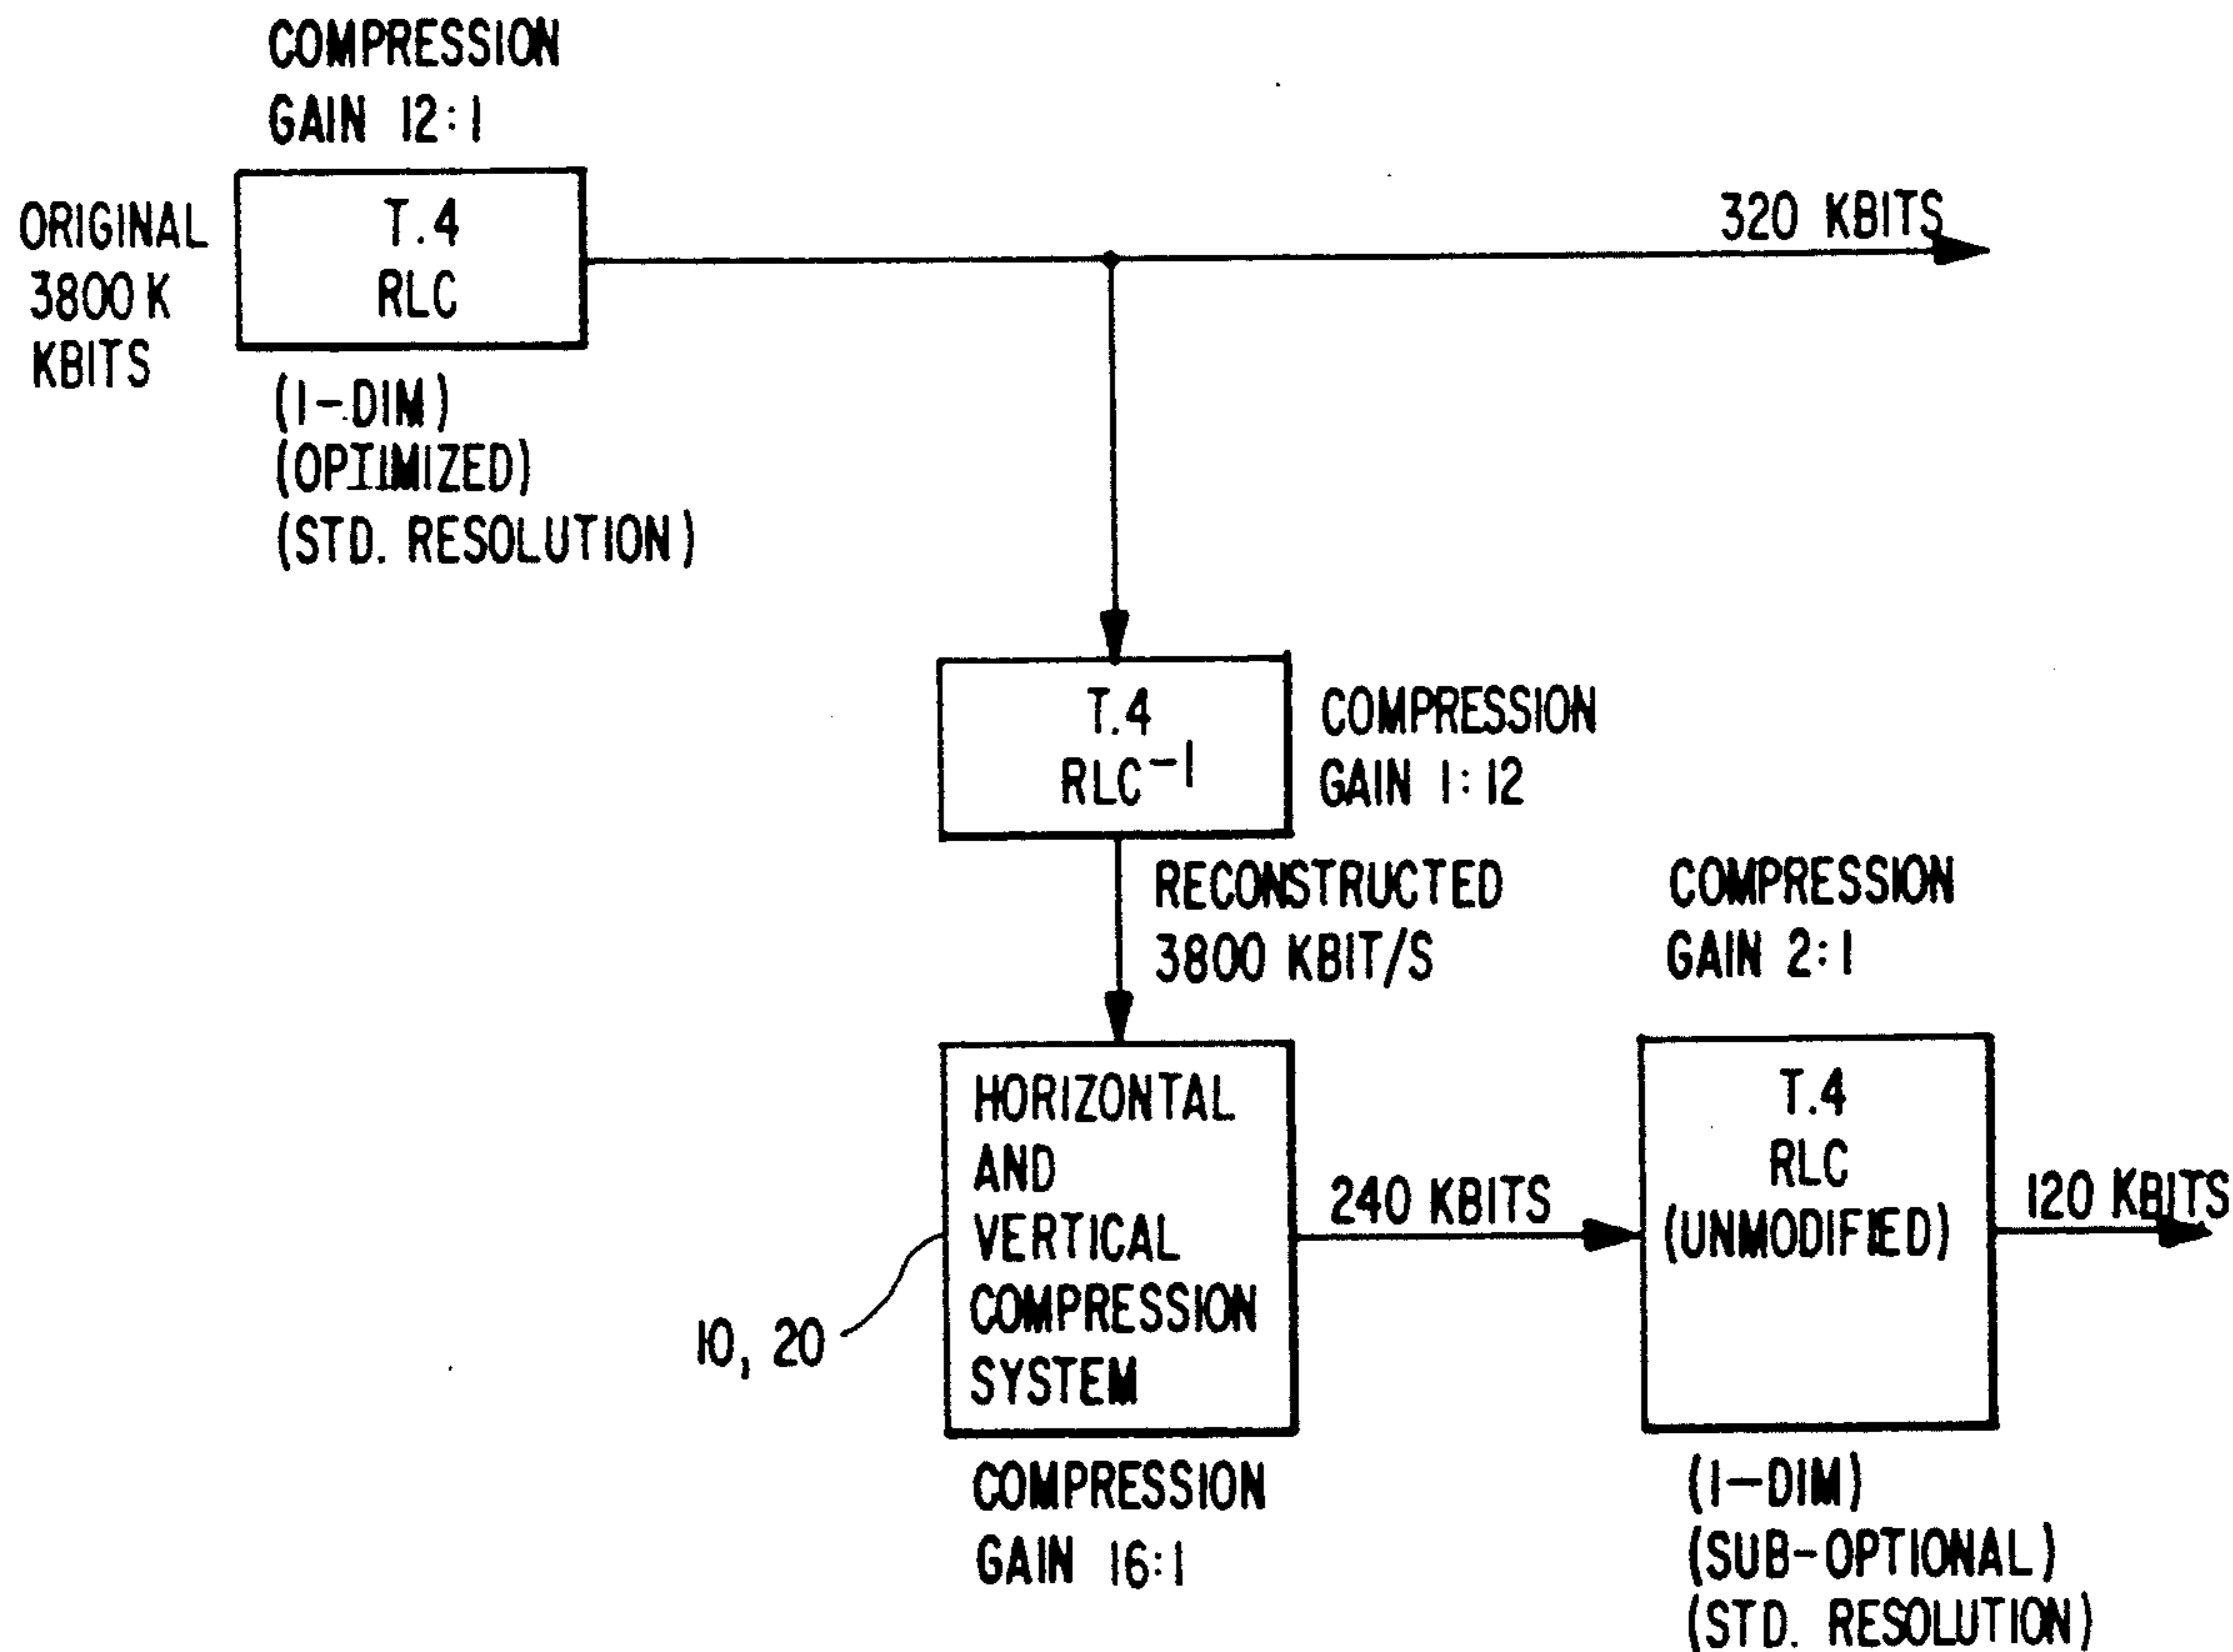 COMPRESSION
GAIN 12:1
ORIGINAL
3800 K
KBITS
T.4
RLC
(1-DIM)
(OPTIMIZED)
(STD. RESOLUTION)
320 KBITS
T.4
RLC⁻¹
COMPRESSION
GAIN 1:12
RECONSTRUCTED
3800 KBIT/S
HORIZONTAL
AND
VERTICAL
COMPRESSION
SYSTEM
10, 20
COMPRESSION
GAIN 16:1
240 KBITS
COMPRESSION
GAIN 2:1
T.4
RLC
(UNMODIFIED)
120 KBITS
(1-DIM)
(SUB-OPTIONAL)
(STD. RESOLUTION)